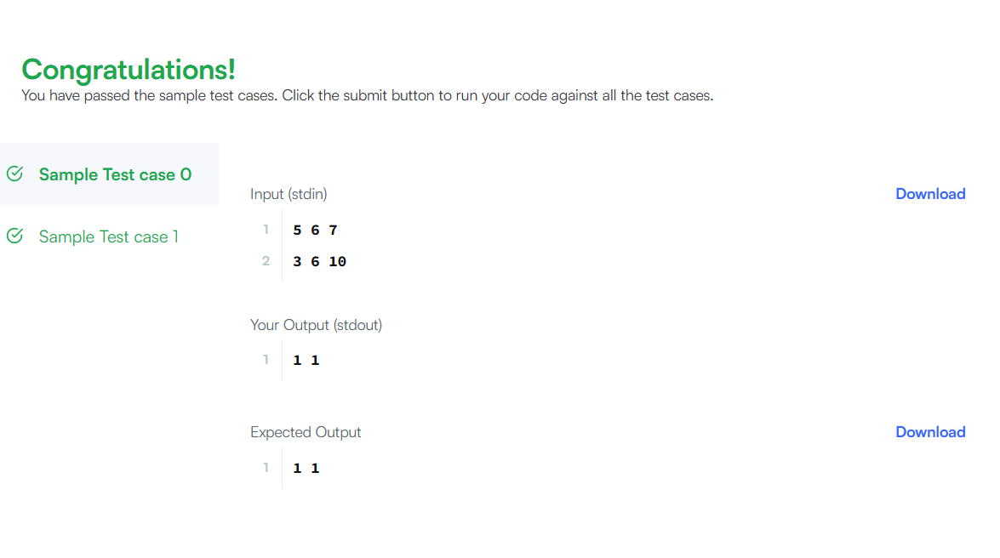 Congratulations!
You have passed the sample test cases. Click the submit button to run your code against all the test cases.
Sample Test case 0
Sample Test case 1
Input (stdin)
Download
1 5 6 7
2 3 6 10
Your Output (stdout)
1 1 1
Expected Output
Download
1 1 1